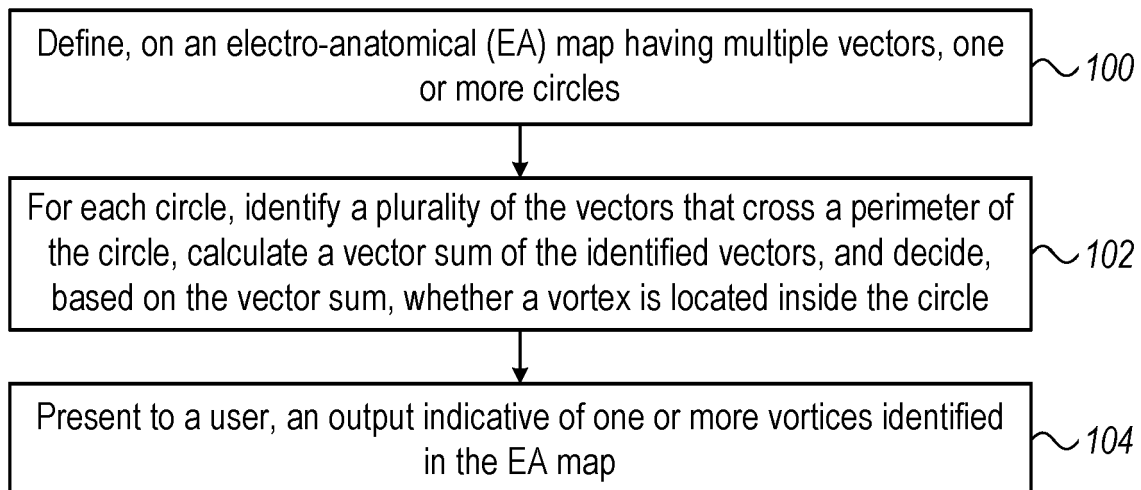 Define, on an electro-anatomical (EA) map having multiple vectors, one
or more circles
100
For each circle, identify a plurality of the vectors that cross a perimeter of
the circle, calculate a vector sum of the identified vectors, and decide,
based on the vector sum, whether a vortex is located inside the circle
102
Present to a user, an output indicative of one or more vortices identified
in the EA map
104